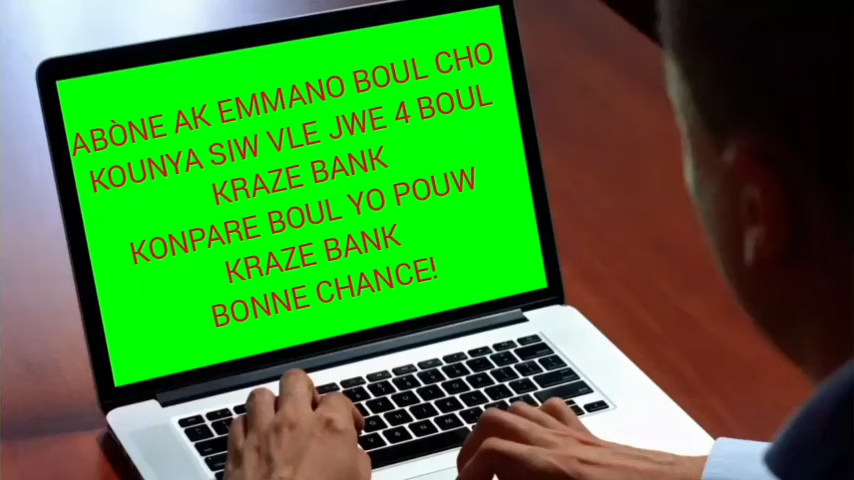 ABÒNE AK EMMANO BOUL CHO
KOUNYA SIW VLE JWE 4 BOUL
KRAZE BANK
KONPARE BOUL YO POUW
KRAZE BANK
BONNE CHANCE!